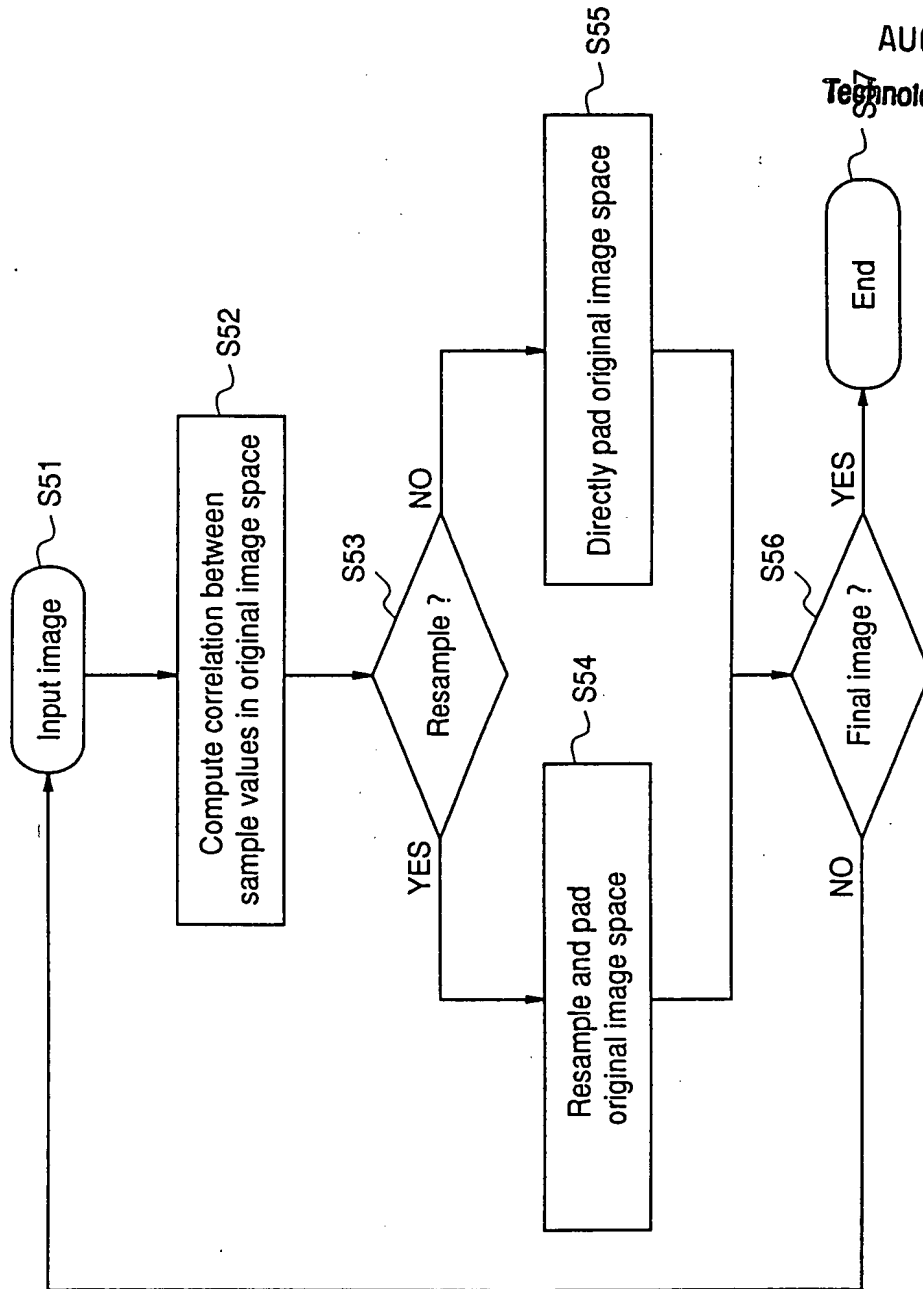 Input image
S51
Compute correlation between
sample values in original image space
S52
Resample ?
S53
YES
NO
Resample and pad
original image space
S54
Directly pad original image space
S55
Final image ?
S56
NO
YES
End